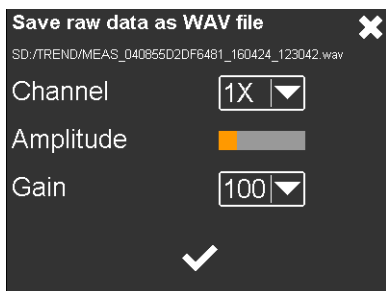 Save raw data as WAV file
SD:/TREND/MEAS_040855D2DF6481_160424_123042.wav
Channel 1X
Amplitude
Gain 100